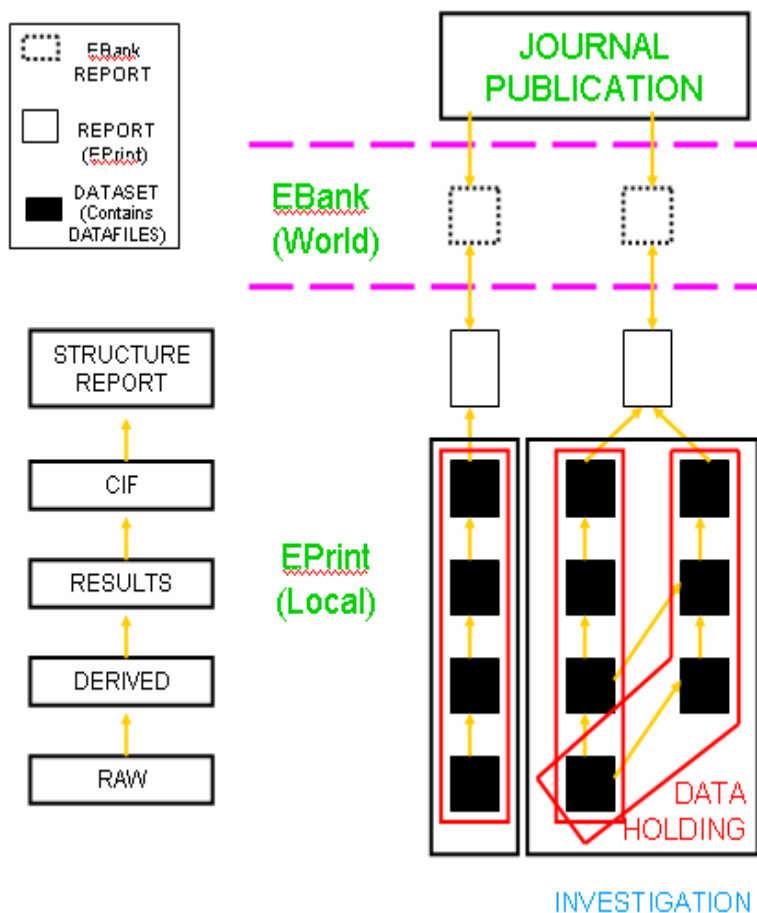 EBank
REPORT
REPORT
(EPrint)
DATASET
(Contains
DATAFILES)
JOURNAL
PUBLICATION
EBank
(World)
STRUCTURE
REPORT
CIF
RESULTS
DERIVED
RAW
EPrint
(Local)
DATA
HOLDING
INVESTIGATION